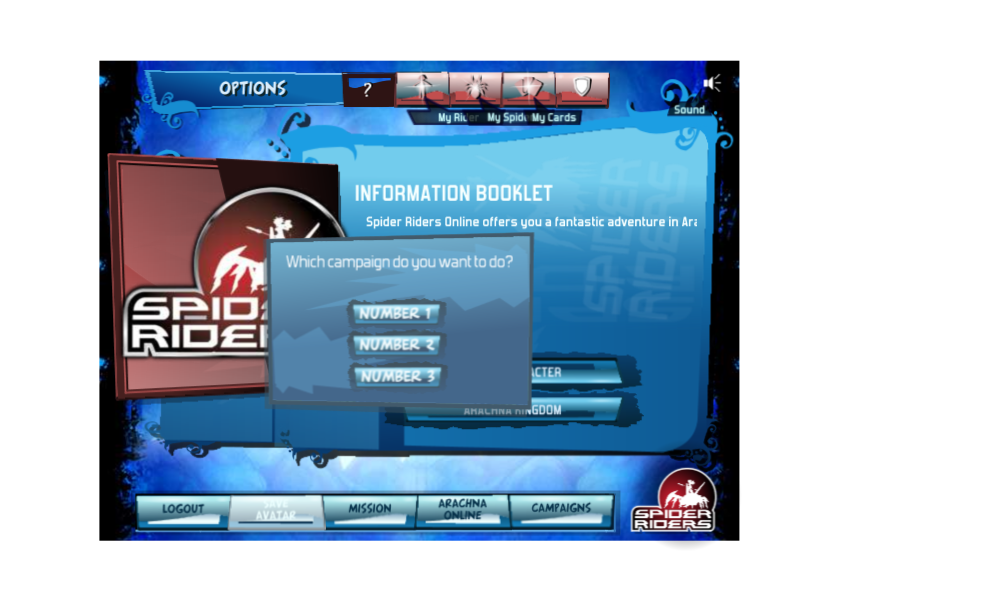 OPTIONS
?
My Rider My Spid My Cards
Sound
INFORMATION BOOKLET
Spider Riders Online offers you a fantastic adventure in Ara
SPIDER
RIDERS
SPIDE
RIDER
Which campaign do you want to do?
NUMBER 1
NUMBER 2
NUMBER 3
ACTER
ARACHNA KINGDOM
LOGOUT
SAVE
AVATAR
MISSION
ARACHNA
ONLINE
CAMPAIGNS
SPIDER
RIDERS